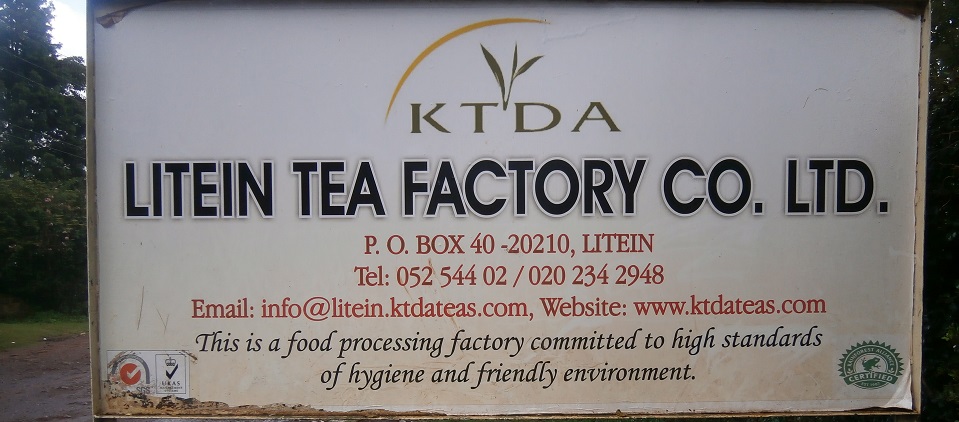 KTDA
LITEIN TEA FACTORY CO. LTD.
P. O. BOX 40 -20210, LITEIN
Tel: 052 544 02 / 020 234 2948
Email: info@litein.ktdateas.com, Website: www.ktdateas.com
This is a food processing factory committed to high standards
of hygiene and friendly environment.
UKAS
CERTIFIED